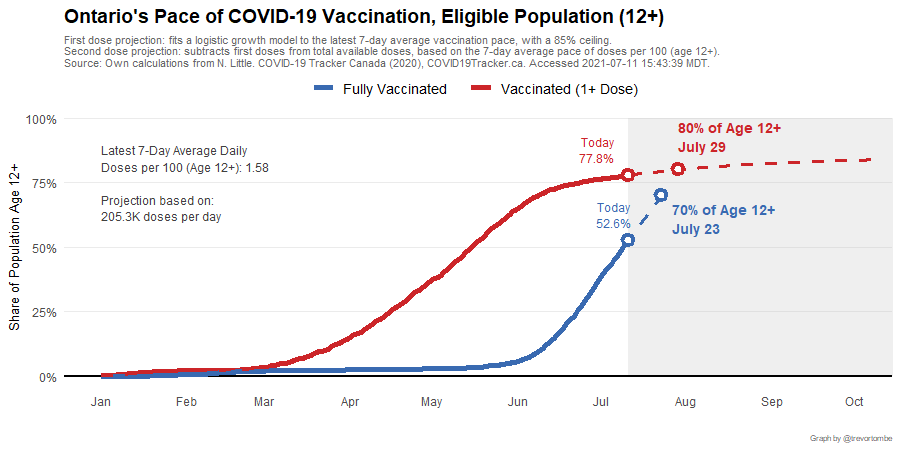 Ontario's Pace of COVID-19 Vaccination, Eligible Population (12+)
First dose projection: fits a logistic growth model to the latest 7-day average vaccination pace, with a 85% ceiling.
Second dose projection: subtracts first doses from total available doses, based on the 7-day average pace of doses per 100 (age 12+).
Source: Own calculations from N. Little. COVID-19 Tracker Canada (2020), COVID19Tracker.ca. Accessed 2021-07-11 15:43:39 MDT.
Fully Vaccinated
Vaccinated (1+ Dose)
Share of Population Age 12+
100%
75%
50%
25%
0%
Latest 7-Day Average Daily
Doses per 100 (Age 12+): 1.58
Projection based on:
205.3K doses per day
Today
77.8%
80% of Age 12+
July 29
Today
52.6%
70% of Age 12+
July 23
Jan
Feb
Mar
Apr
May
Jun
Jul
Aug
Sep
Oct
Graph by @trevortombe